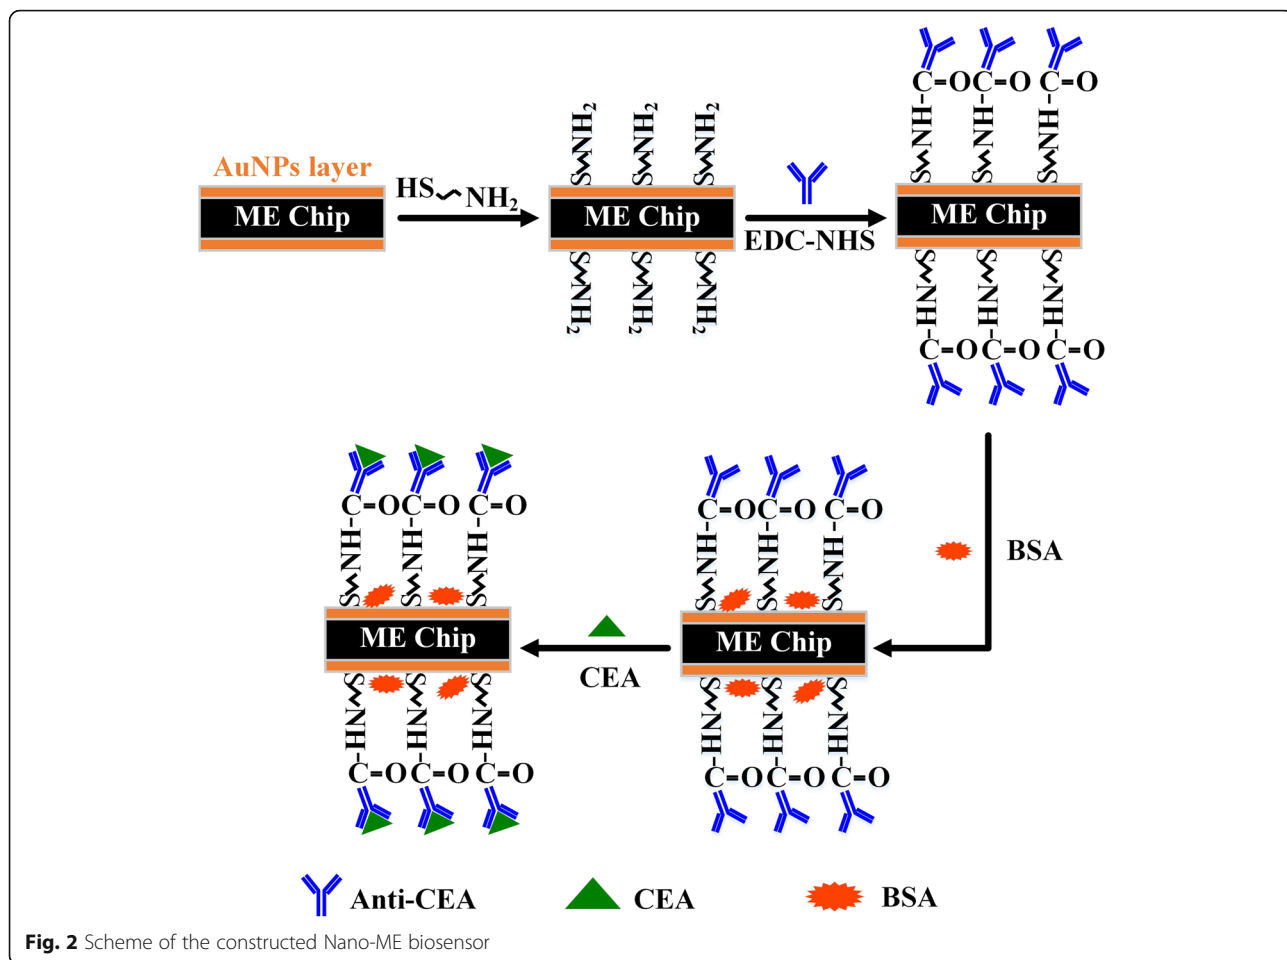 AuNPs layer
ME Chip
HS NH2
S NH2 S NH2 S NH2
ME Chip
S NH2 S NH2 S NH2
EDC-NHS
C=O C=O C=O
S NH S NH S NH
ME Chip
S NH S NH S NH
C=O C=O C=O
BSA
C=O C=O C=O
S NH S NH S NH
ME Chip
S NH S NH S NH
C=O C=O C=O
CEA
C=O C=O C=O
S NH S NH S NH
ME Chip
S NH S NH S NH
C=O C=O C=O
Anti-CEA CEA BSA
Fig. 2 Scheme of the constructed Nano-ME biosensor